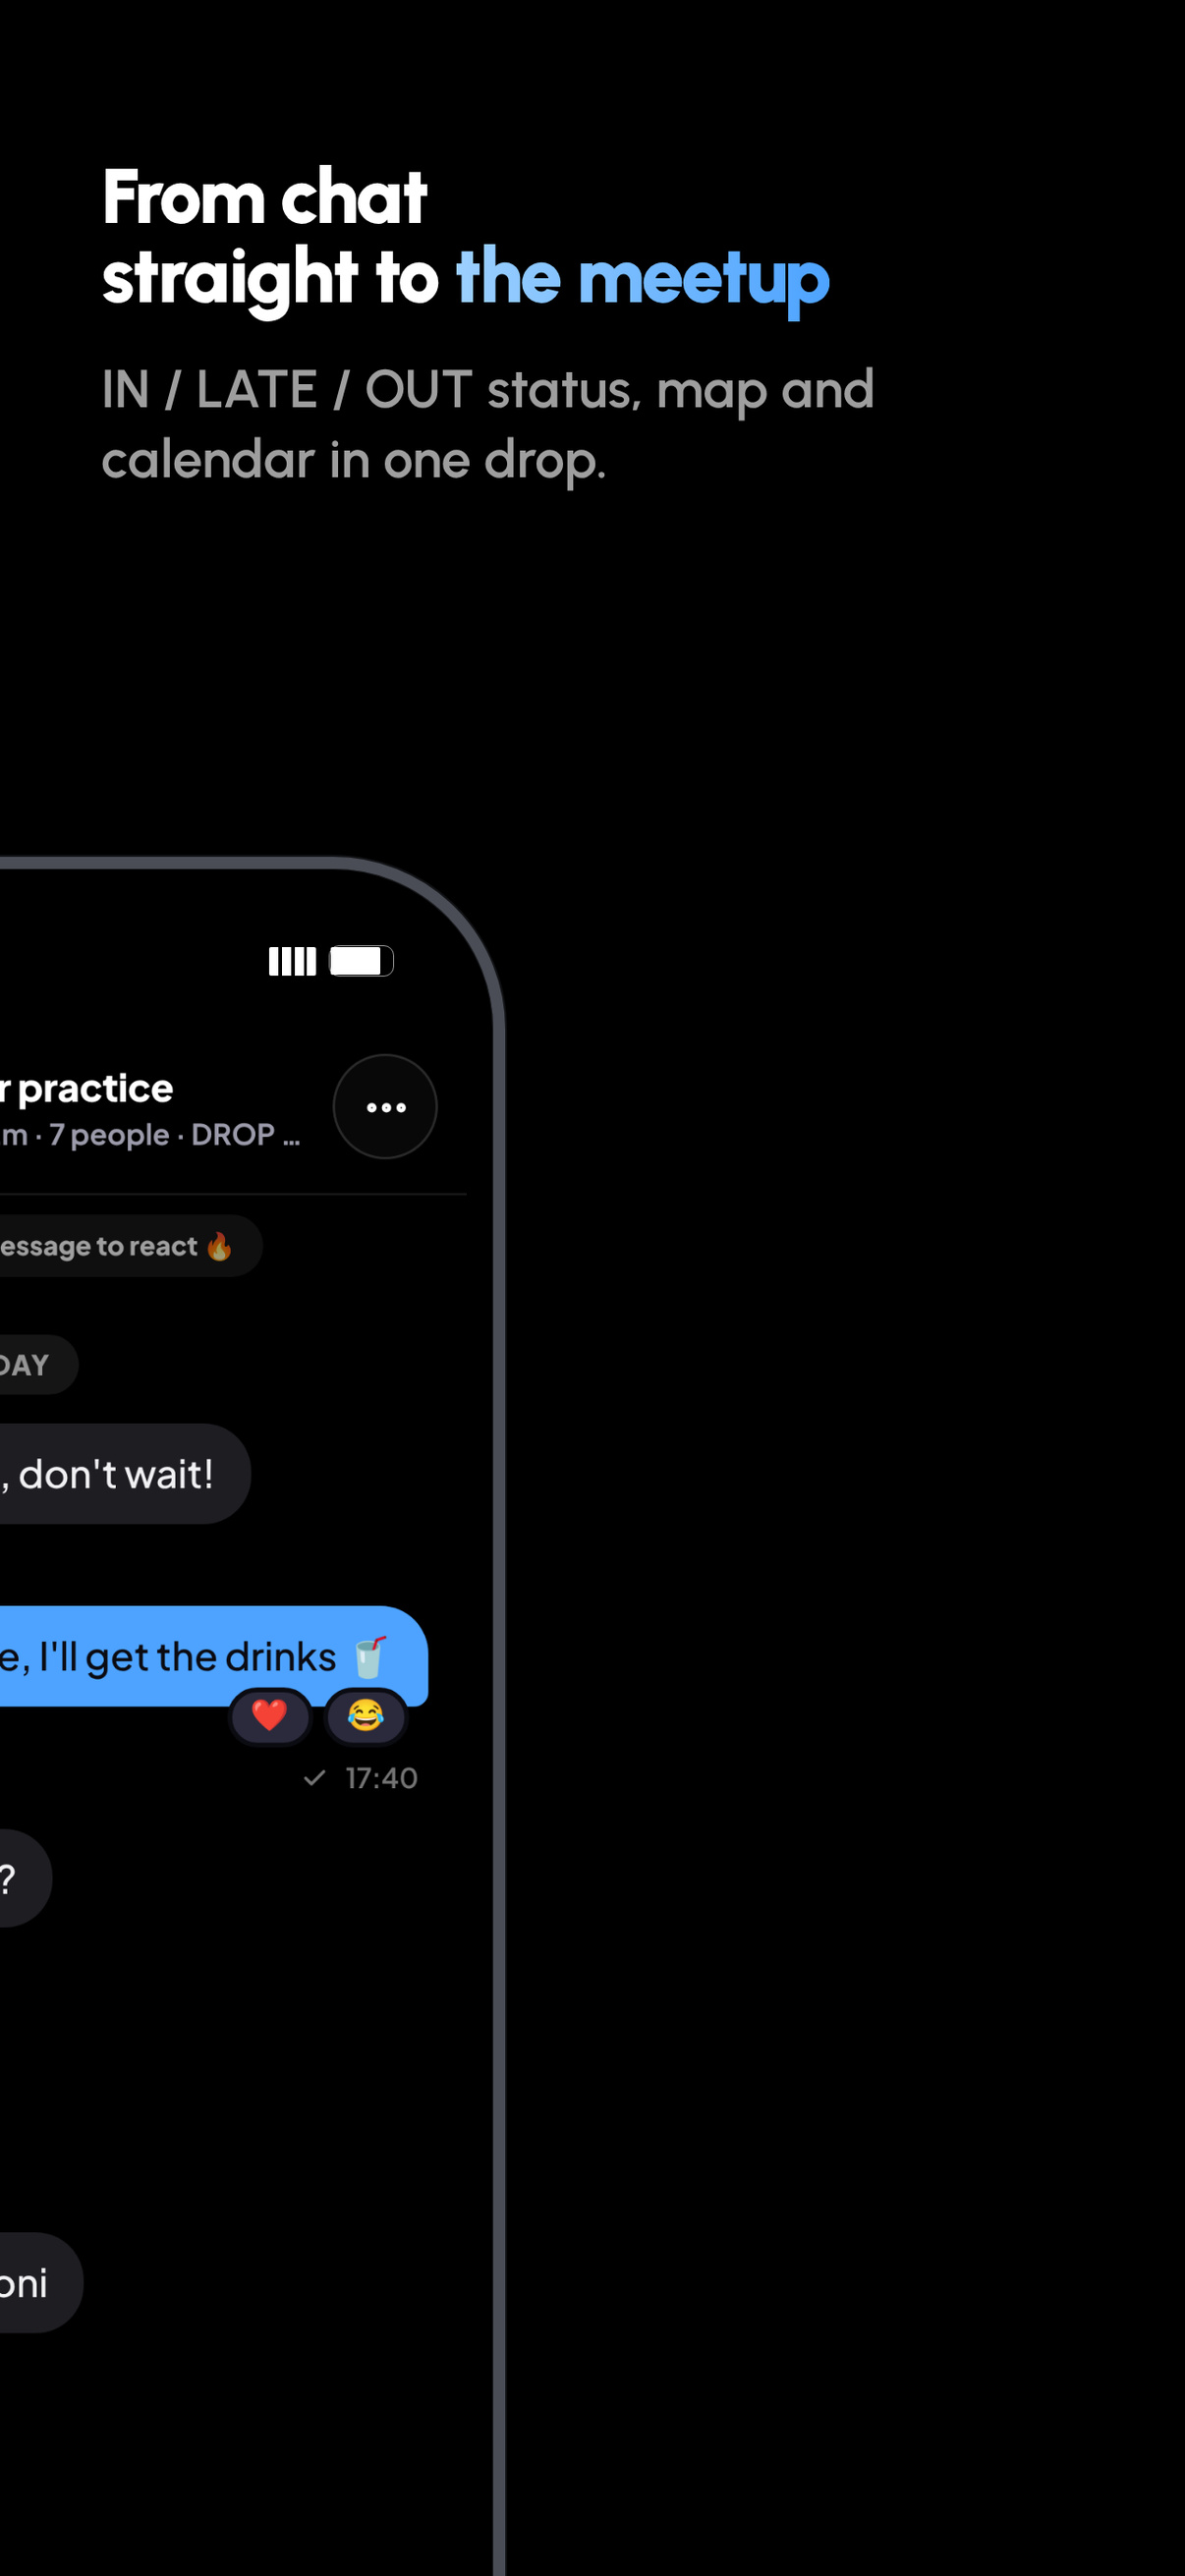 From chat
straight to the meetup
IN / LATE / OUT status, map and
calendar in one drop.
r practice
m · 7 people · DROP ...
essage to react 🔥
DAY
, don't wait!
e, I'll get the drinks 🥤
❤️ 😂
✓ 17:40
?
oni